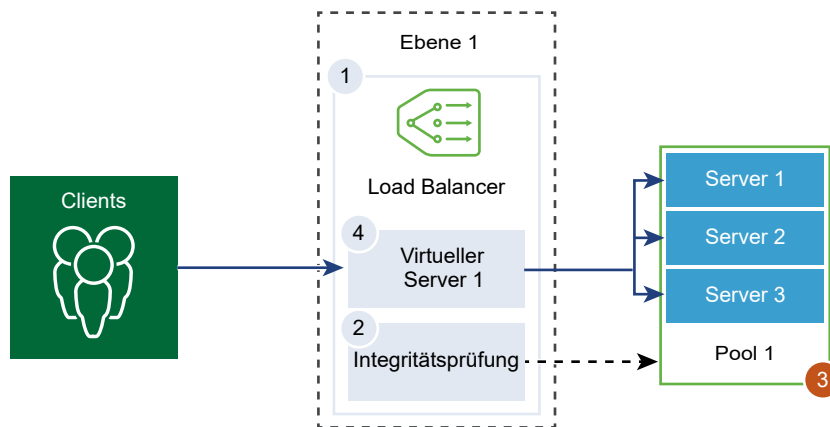 Ebene 1
1
Load Balancer
Clients
4
Virtueller
Server 1
2
Integritätsprüfung
Server 1
Server 2
Server 3
Pool 1
3